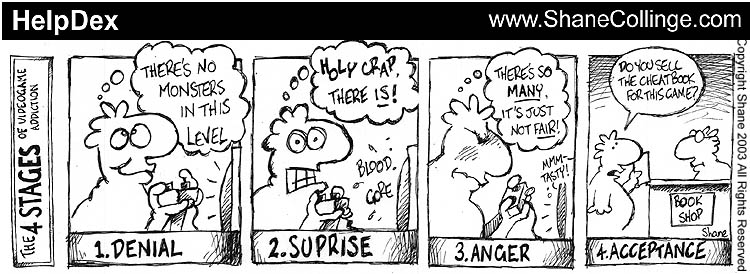 HelpDex
www.ShaneCollinge.com
THE 4 STAGES
OF VIDEOGAME
ADDICTION
THERE'S NO
MONSTERS
IN THIS
LEVEL
1. DENIAL
HOLY CRAP,
THERE IS!
BLOOD,
GORE
2. SUPRISE
THERE'S SO
MANY,
IT'S JUST
NOT FAIR!
MMM-
TASTY!
3. ANGER
DO YOU SELL
THE CHEATBOOK
FOR THIS GAME?
BOOK
SHOP
Shane
4. ACCEPTANCE
Copyright Shane 2003 All Rights Reserved